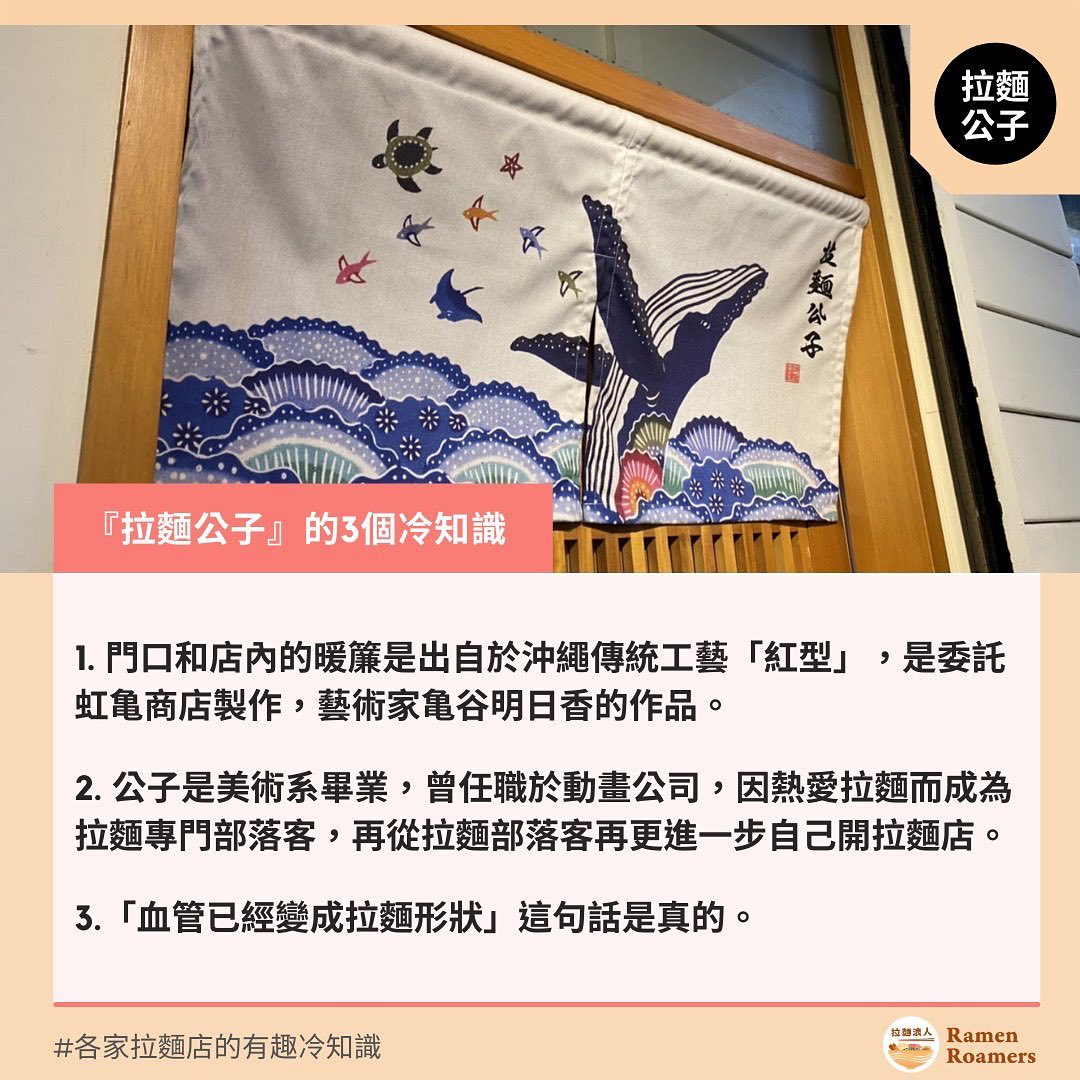 拉麵
公子
拉麵公子
『拉麵公子』的3個冷知識
1. 門口和店內的暖簾是出自於沖繩傳統工藝「紅型」，是委託
虹亀商店製作，藝術家亀谷明日香的作品。
2. 公子是美術系畢業，曾任職於動畫公司，因熱愛拉麵而成為
拉麵專門部落客，再從拉麵部落客再更進一步自己開拉麵店。
3.「血管已經變成拉麵形狀」這句話是真的。
#各家拉麵店的有趣冷知識
拉麵浪人
Ramen
Roamers